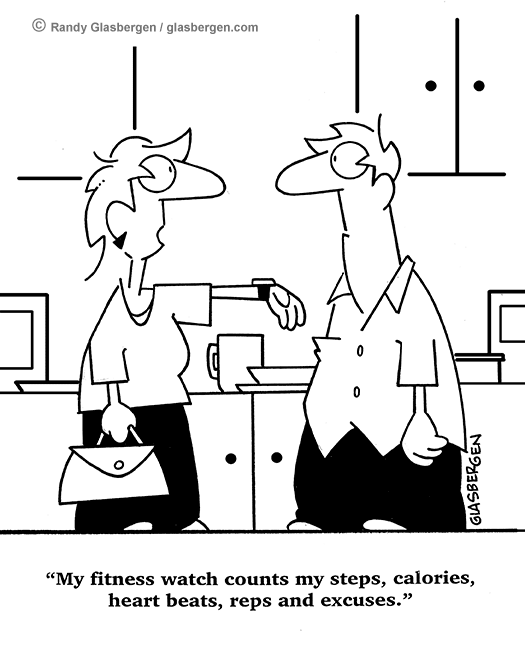 © Randy Glasbergen / glasbergen.com
GLASBERGEN
“My fitness watch counts my steps, calories,
heart beats, reps and excuses.”